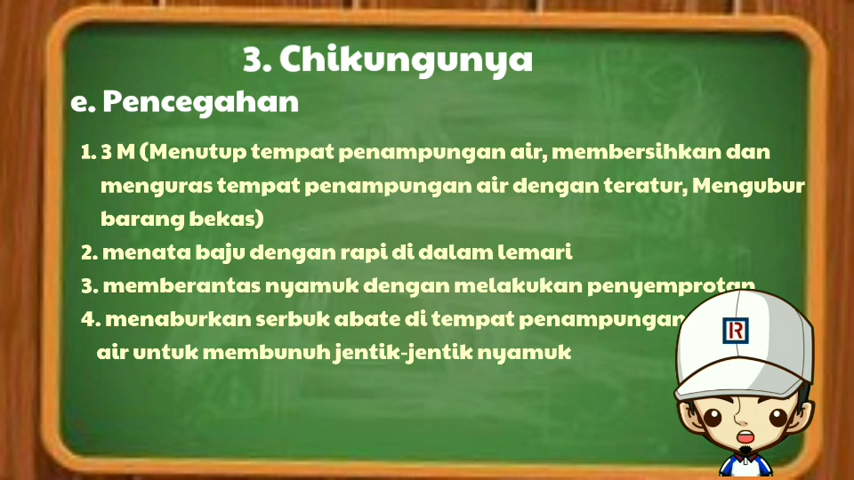 3. Chikungunya
e. Pencegahan
1. 3 M (Menutup tempat penampungan air, membersihkan dan
menguras tempat penampungan air dengan teratur, Mengubur
barang bekas)
2. menata baju dengan rapi di dalam lemari
3. memberantas nyamuk dengan melakukan penyemprotan
4. menaburkan serbuk abate di tempat penampungan
air untuk membunuh jentik-jentik nyamuk
R